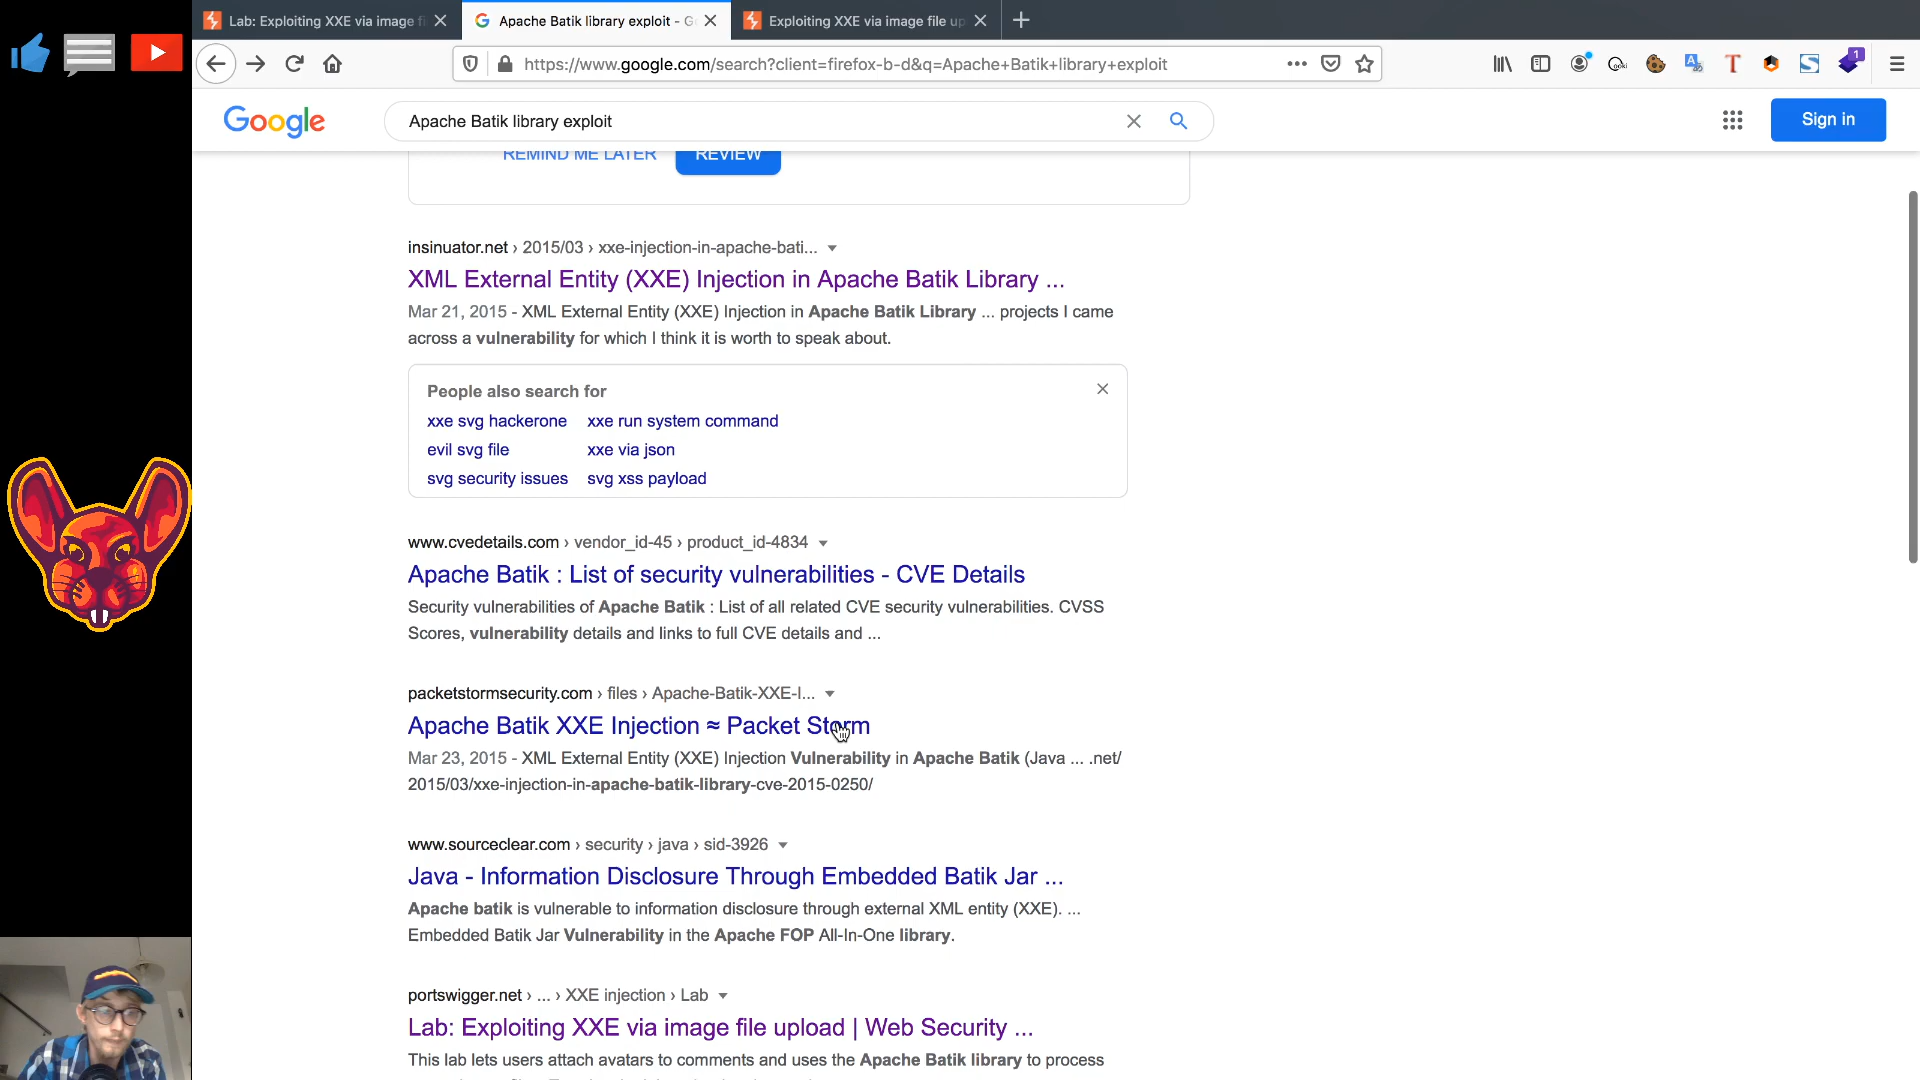 Lab: Exploiting XXE via image fi
Apache Batik library exploit - G
Exploiting XXE via image file up
https://www.google.com/search?client=firefox-b-d&q=Apache+Batik+library+exploit
1
Google
Apache Batik library exploit
Sign in
REMIND ME LATER
REVIEW
insinuator.net › 2015/03 › xxe-injection-in-apache-bati...
XML External Entity (XXE) Injection in Apache Batik Library ...
Mar 21, 2015 - XML External Entity (XXE) Injection in Apache Batik Library ... projects I came
across a vulnerability for which I think it is worth to speak about.
People also search for
xxe svg hackerone
xxe run system command
evil svg file
xxe via json
svg security issues
svg xss payload
www.cvedetails.com › vendor_id-45 › product_id-4834
Apache Batik : List of security vulnerabilities - CVE Details
Security vulnerabilities of Apache Batik : List of all related CVE security vulnerabilities. CVSS
Scores, vulnerability details and links to full CVE details and ...
packetstormsecurity.com › files › Apache-Batik-XXE-I...
Apache Batik XXE Injection ≈ Packet Storm
Mar 23, 2015 - XML External Entity (XXE) Injection Vulnerability in Apache Batik (Java ... .net/
2015/03/xxe-injection-in-apache-batik-library-cve-2015-0250/
www.sourceclear.com › security › java › sid-3926
Java - Information Disclosure Through Embedded Batik Jar ...
Apache batik is vulnerable to information disclosure through external XML entity (XXE). ...
Embedded Batik Jar Vulnerability in the Apache FOP All-In-One library.
portswigger.net › ... › XXE injection › Lab
Lab: Exploiting XXE via image file upload | Web Security ...
This lab lets users attach avatars to comments and uses the Apache Batik library to process